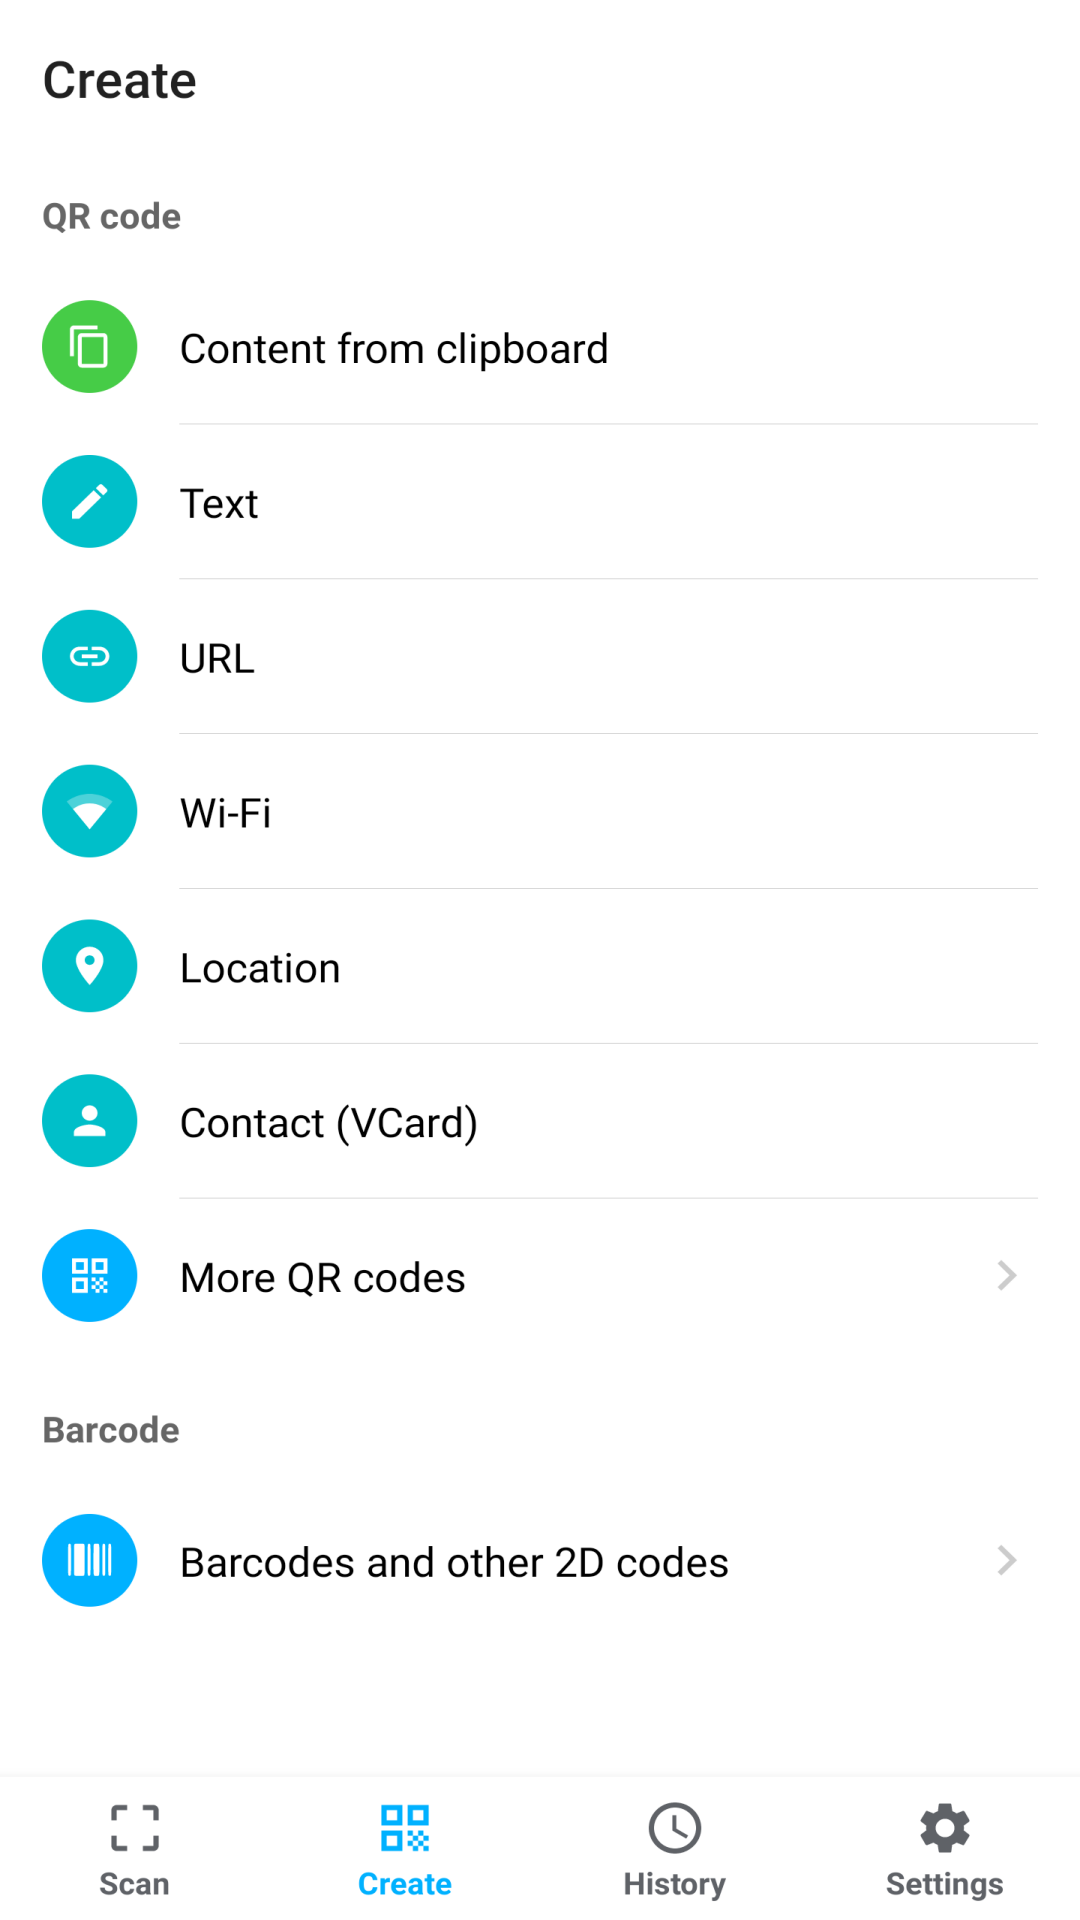 Create
QR code
Content from clipboard
Text
URL
Wi-Fi
Location
Contact (VCard)
More QR codes
Barcode
Barcodes and other 2D codes
Scan
Create
History
Settings